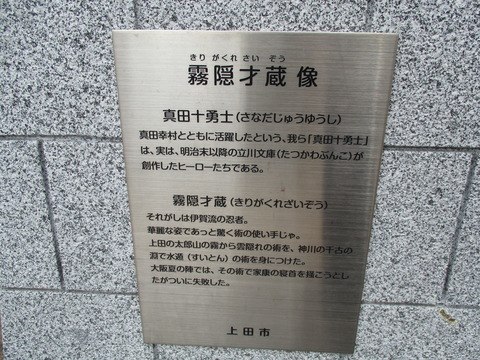 きり がくれ さい ぞう
霧隠才蔵 像
真田十勇士(さなだじゅうゆうし)
真田幸村とともに活躍したという、我ら「真田十勇士」
は、実は、明治末以降の立川文庫(たつかわぶんこ)が
創作したヒーローたちである。
霧隠才蔵(きりがくれざいぞう)
それがしは伊賀流の忍者。
華麗な姿であっと驚く術の使い手じゃ。
上田の太郎山の霧から雲隠れの術を、神川の千古の
淵で水遁(すいとん)の術を身につけた。
大阪夏の陣では、その術で家康の寝首を掻こうとし
たがついに失敗した。
上田市